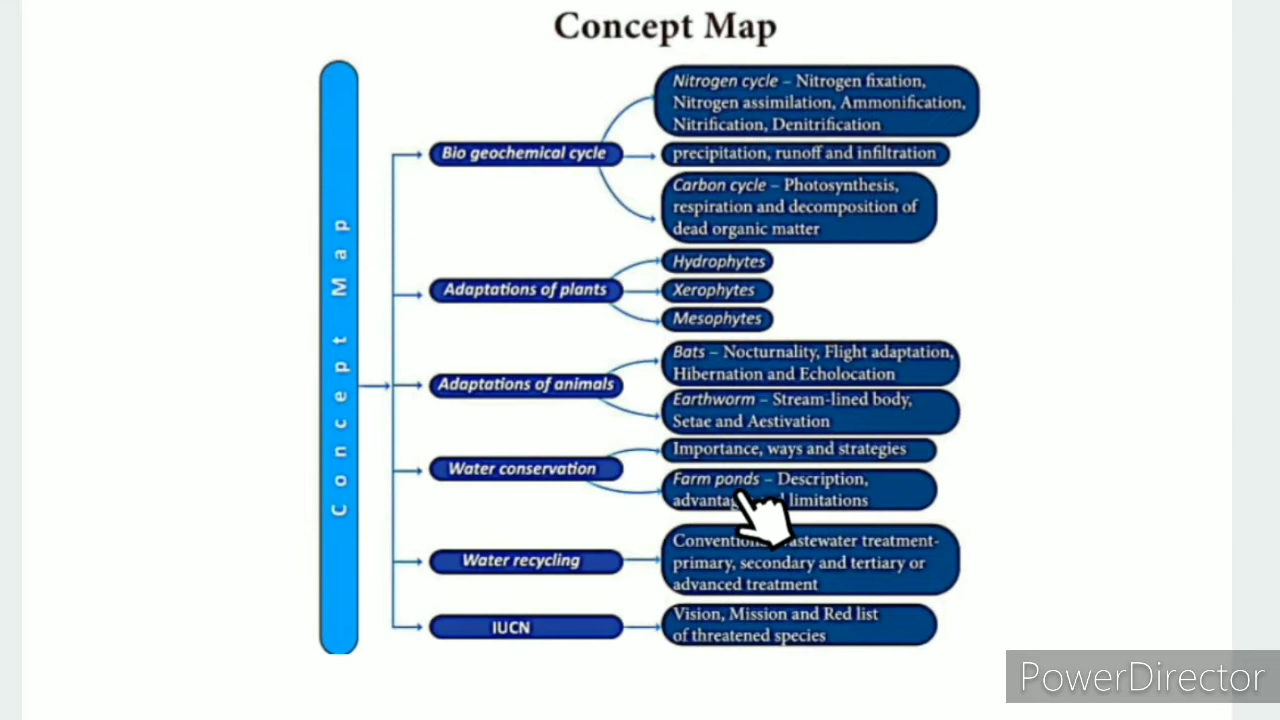 Concept Map
Concept Map
Bio geochemical cycle
Nitrogen cycle – Nitrogen fixation,
Nitrogen assimilation, Ammonification,
Nitrification, Denitrification
precipitation, runoff and infiltration
Carbon cycle – Photosynthesis,
respiration and decomposition of
dead organic matter
Adaptations of plants
Hydrophytes
Xerophytes
Mesophytes
Adaptations of animals
Bats – Nocturnality, Flight adaptation,
Hibernation and Echolocation
Earthworm – Stream-lined body,
Setae and Aestivation
Water conservation
Importance, ways and strategies
Farm ponds – Description,
limitations
Water recycling
treatment-
primary, secondary and tertiary or
advanced treatment
IUCN
Vision, Mission and Red list
of threatened species
PowerDirector